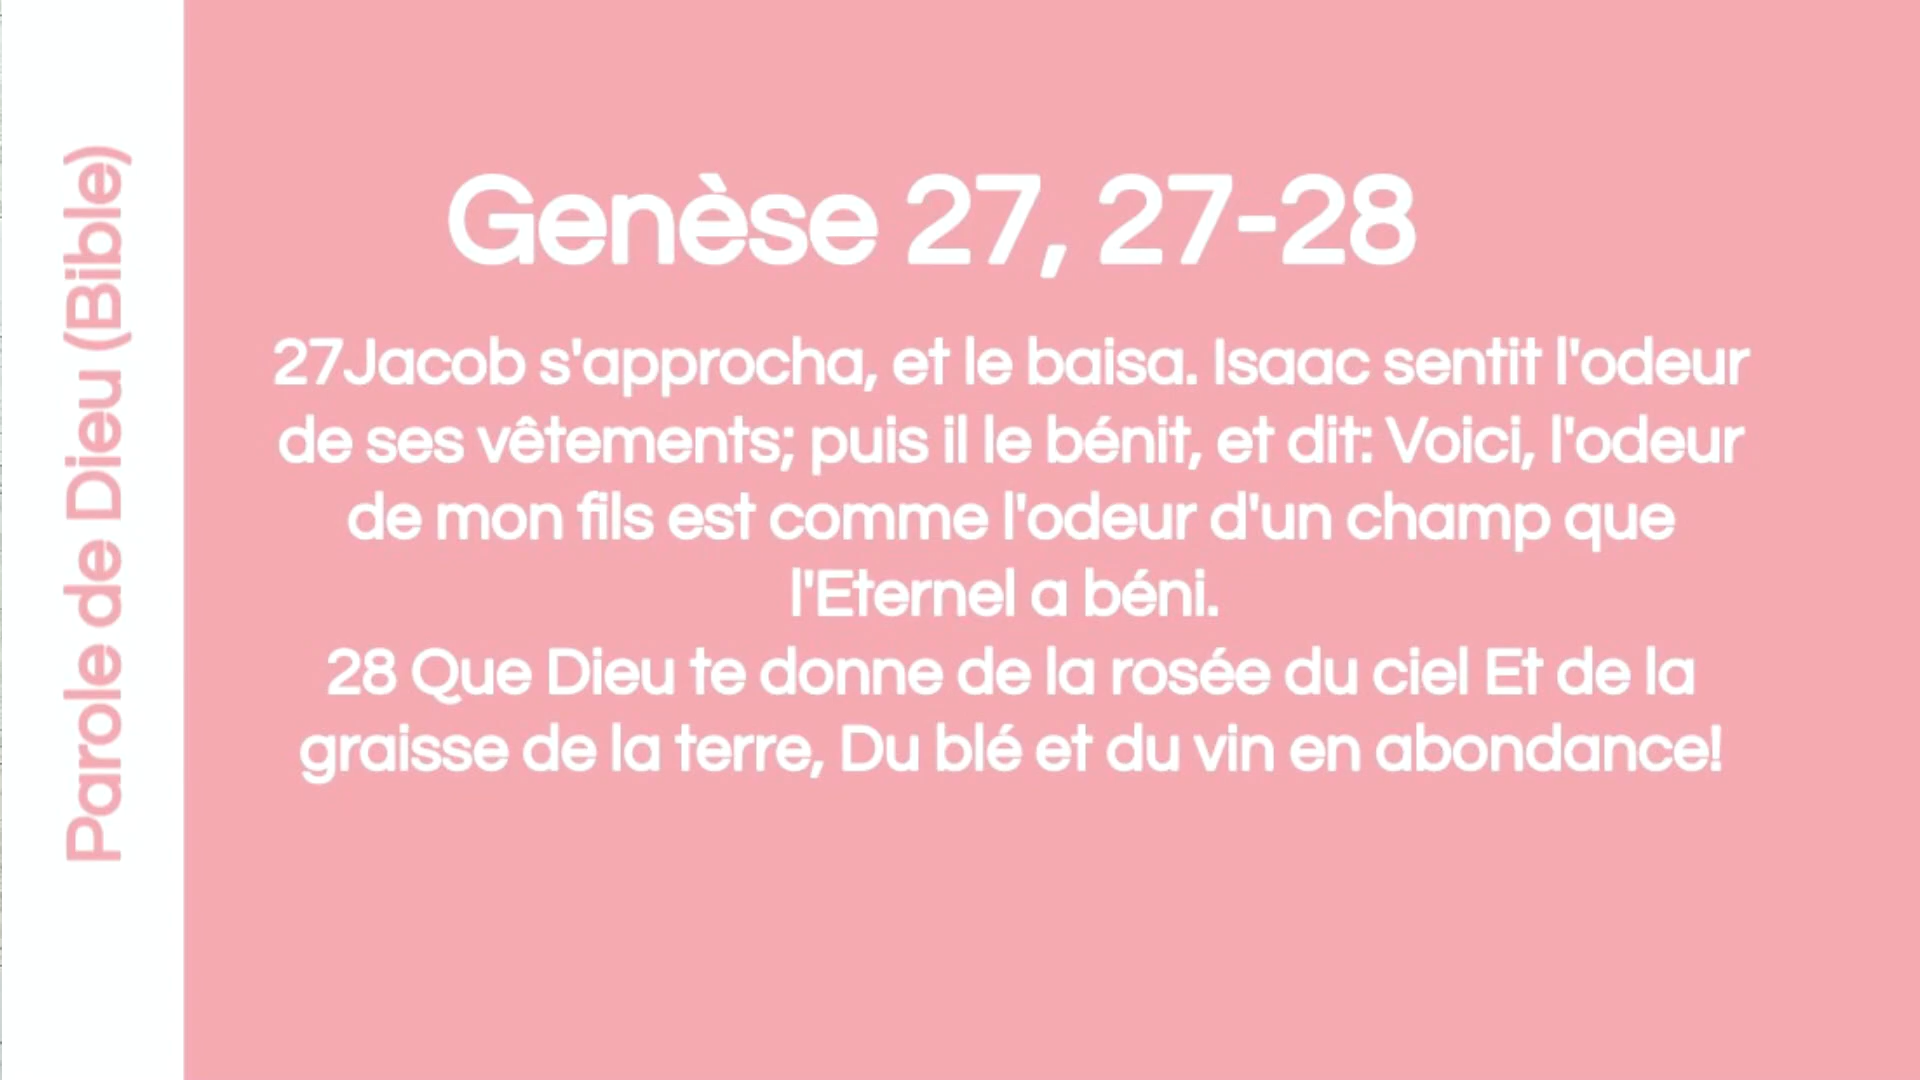 Parole de Dieu (Bible)
Genèse 27, 27-28
27Jacob s'approcha, et le baisa. Isaac sentit l'odeur
de ses vêtements; puis il le bénit, et dit: Voici, l'odeur
de mon fils est comme l'odeur d'un champ que
l'Eternel a béni.
28 Que Dieu te donne de la rosée du ciel Et de la
graisse de la terre, Du blé et du vin en abondance!